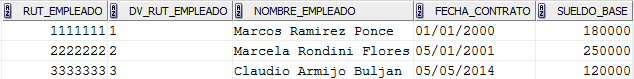 RUT_EMPLEADO DV_RUT_EMPLEADO NOMBRE_EMPLEADO FECHA_CONTRATO SUELDO_BASE
1111111 1 Marcos Ramirez Ponce 01/01/2000 180000
2222222 2 Marcela Rondini Flores 05/01/2001 250000
3333333 3 Claudio Armijo Buljan 05/05/2014 120000